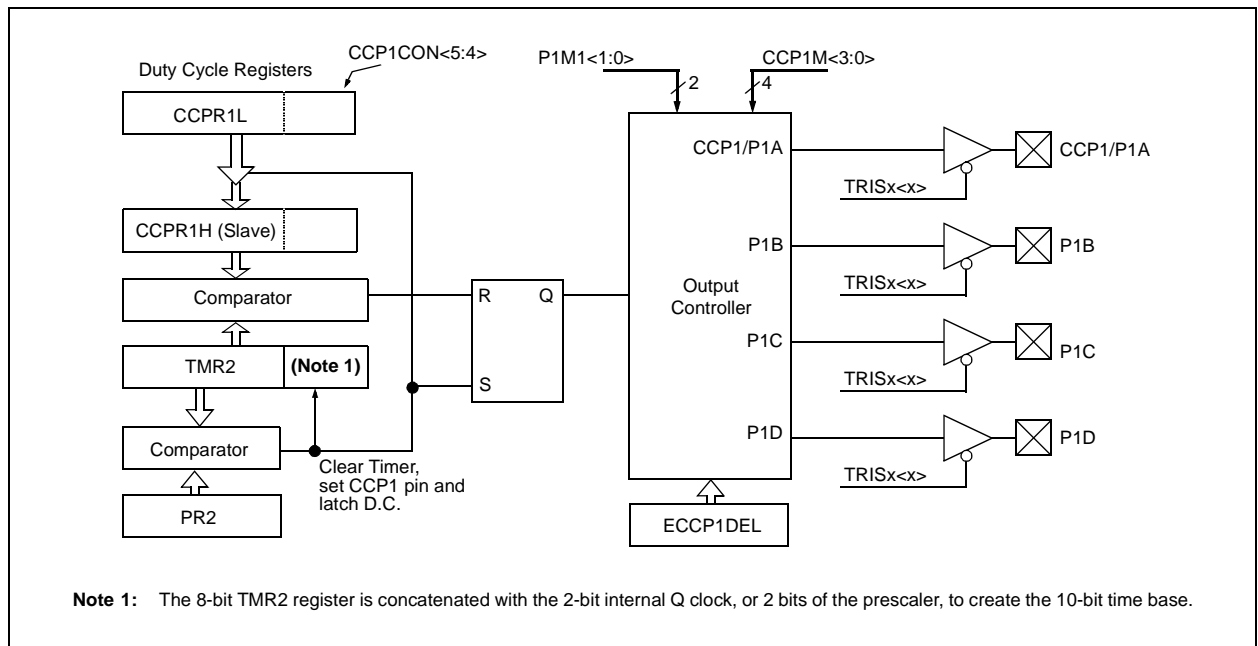 CCP1CON<5:4>
Duty Cycle Registers
CCPR1L
CCPR1H (Slave)
Comparator
TMR2
(Note 1)
Comparator
PR2
Clear Timer,
set CCP1 pin and
latch D.C.
R
Q
S
P1M1<1:0>
2
CCP1M<3:0>
4
Output
Controller
CCP1/P1A
P1B
P1C
P1D
ECCP1DEL
TRISx<x>
CCP1/P1A
TRISx<x>
P1B
TRISx<x>
P1C
TRISx<x>
P1D
Note 1: The 8-bit TMR2 register is concatenated with the 2-bit internal Q clock, or 2 bits of the prescaler, to create the 10-bit time base.